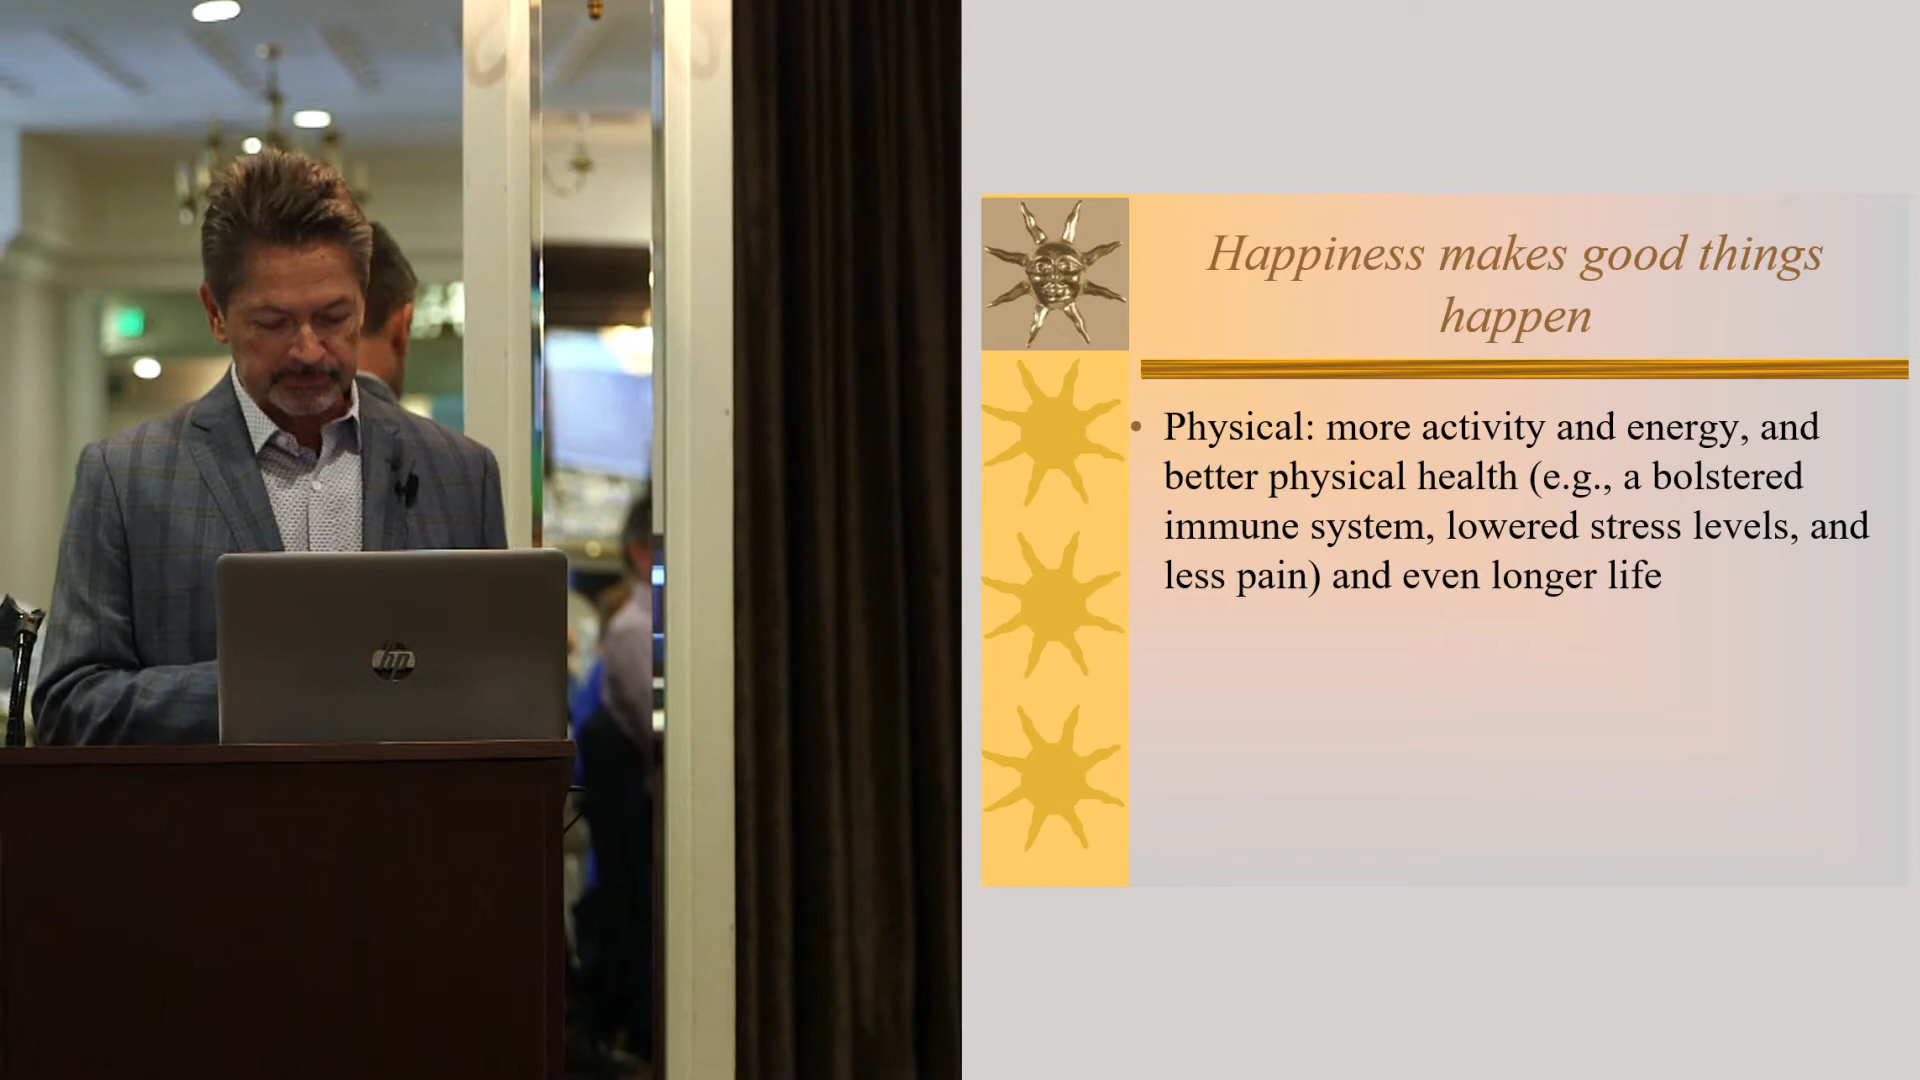 Happiness makes good things
happen
• Physical: more activity and energy, and
better physical health (e.g., a bolstered
immune system, lowered stress levels, and
less pain) and even longer life
hp